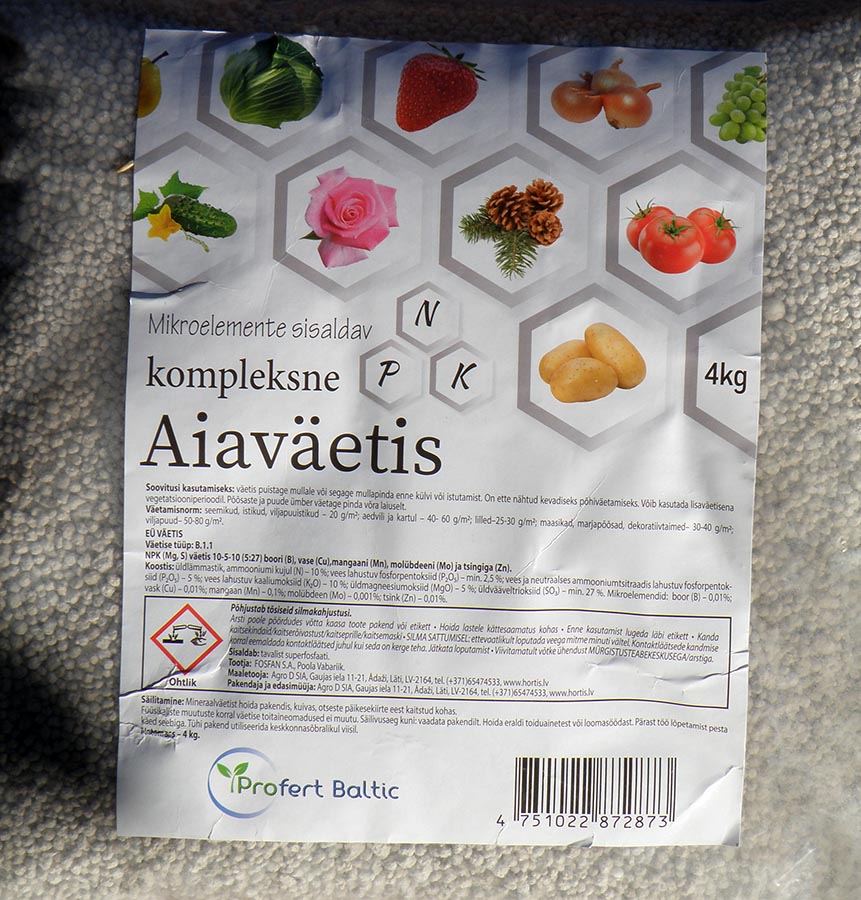 Mikroelemente sisaldav
N
P K
kompleksne
4kg
Aiaväetis
Soovitusi kasutamiseks: väetis puistage mullale või segage mullapinda enne külvi või istutamist. On ette nähtud kevadiseks põhiväetamiseks. Võib kasutada lisaväetisena
vegetatsiooniperioodil. Põõsaste ja puude ümber väetage pinda võra laiuselt.
Väetamisnorm: seemikud, istikud, viljapuuistikud – 20 g/m²; aedvili ja kartul – 40- 60 g/m²; lilled–25-30 g/m²; maasikad, marjapõõsad, dekoratiivtaimed– 30-40 g/m²;
viljapuud– 50-80 g/m².
EÜ VÄETIS
Väetise tüüp: B.1.1
NPK (Mg, S) väetis 10-5-10 (5:27) boori (B), vase (Cu),mangaani (Mn), molübdeeni (Mo) ja tsingiga (Zn).
Koostis: üldlämmastik, ammooniumi kujul (N) – 10 %; vees lahustuv fosforpentoksiid (P₂O₅) – min. 2,5 %; vees ja neutraalses ammooniumtsitraadis lahustuv fosforpentok-
siid (P₂O₅) – 5 %; vees lahustuv kaaliumoksiid (K₂O) – 10 %; üldmagneesiumoksiid (MgO) – 5 %; üldvääveltrioksiid (SO₃) – min. 27 %. Mikroelemendid: boor (B) – 0,01%;
vask (Cu) – 0,01%; mangaan (Mn) – 0,1%; molübdeen (Mo) – 0,001%; tsink (Zn) – 0,01%.
Põhjustab tõsiseid silmakahjustusi.
Arsti poole pöördudes võtta kaasa toote pakend või etikett • Hoida lastele kättesaamatus kohas • Enne kasutamist lugeda läbi etikett • Kanda
kaitsekindaid/kaitserõivastust/kaitseprille/kaitsemaski • SILMA SATTUMISEL: ettevaatlikult loputada veega mitme minuti vältel. Kontaktläätsede kandmise
korral eemaldada kontaktläätsed juhul kui seda on kerge teha. Jätkata loputamist • Viivitamatult võtke ühendust MÜRGISTUSTEABEKESKUSEGA/arstiga.
Sisaldab: tavalist superfosfaati.
Tootja: FOSFAN S.A., Poola Vabariik.
Maaletooja: Agro D SIA, Gaujas iela 11-21, Ādaži, Läti, LV-2164, tel. (+371)65474533, www.hortis.lv
Pakendaja ja edasimüüja: Agro D SIA, Gaujas iela 11-21, Ādaži, Läti, LV-2164, tel. (+371)65474533, www.hortis.lv
Ohtlik
Säilitamine: Mineraalväetist hoida pakendis, kuivas, otseste päikesekiirte eest kaitstud kohas.
Füüsikaliste muutuste korral väetise toitaineomadused ei muutu. Säilivusaeg kuni: vaadata pakendilt. Hoida eraldi toiduainetest või loomasöödast. Pärast töö lõpetamist pesta
käed seebiga. Tühi pakend utiliseerida keskkonnasõbralikul viisil.
Netomass – 4 kg.
Profert Baltic
4 751022 872873